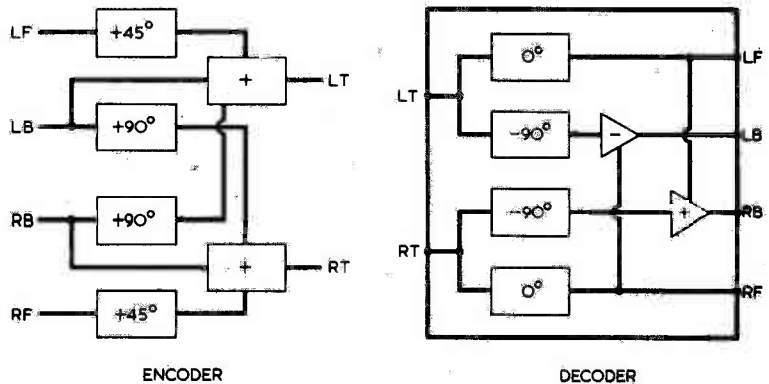 LF
+45°
+
LT
LB
+90°
RB
+90°
+
RT
RF
+45°
ENCODER
0°
LF
LT
-90°
-
LB
-90°
+
RB
RT
0°
RF
DECODER